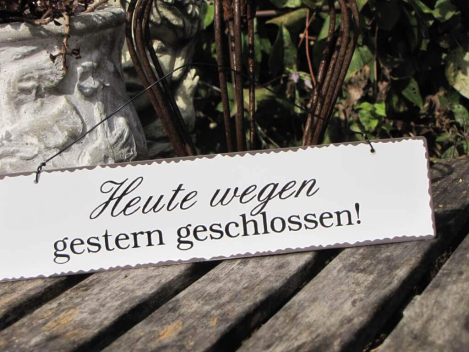 Heute wegen
gestern geschlossen!